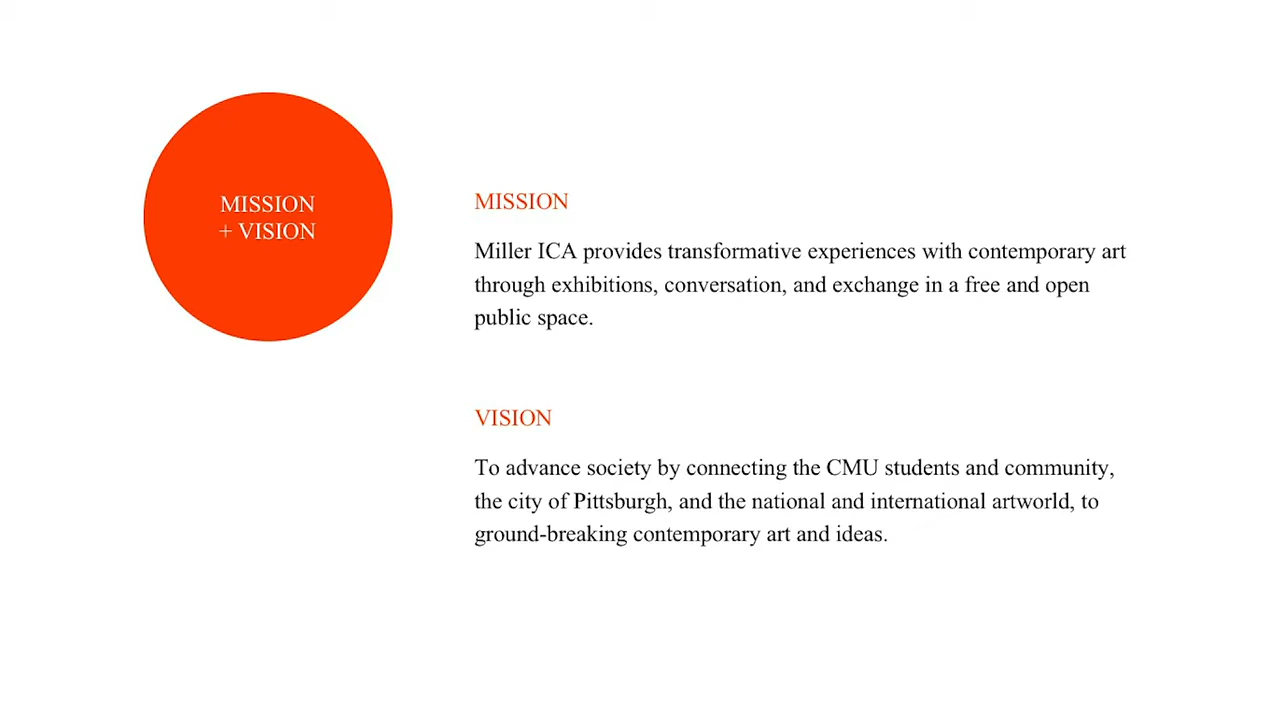 MISSION
+ VISION
MISSION
Miller ICA provides transformative experiences with contemporary art
through exhibitions, conversation, and exchange in a free and open
public space.
VISION
To advance society by connecting the CMU students and community,
the city of Pittsburgh, and the national and international artworld, to
ground-breaking contemporary art and ideas.